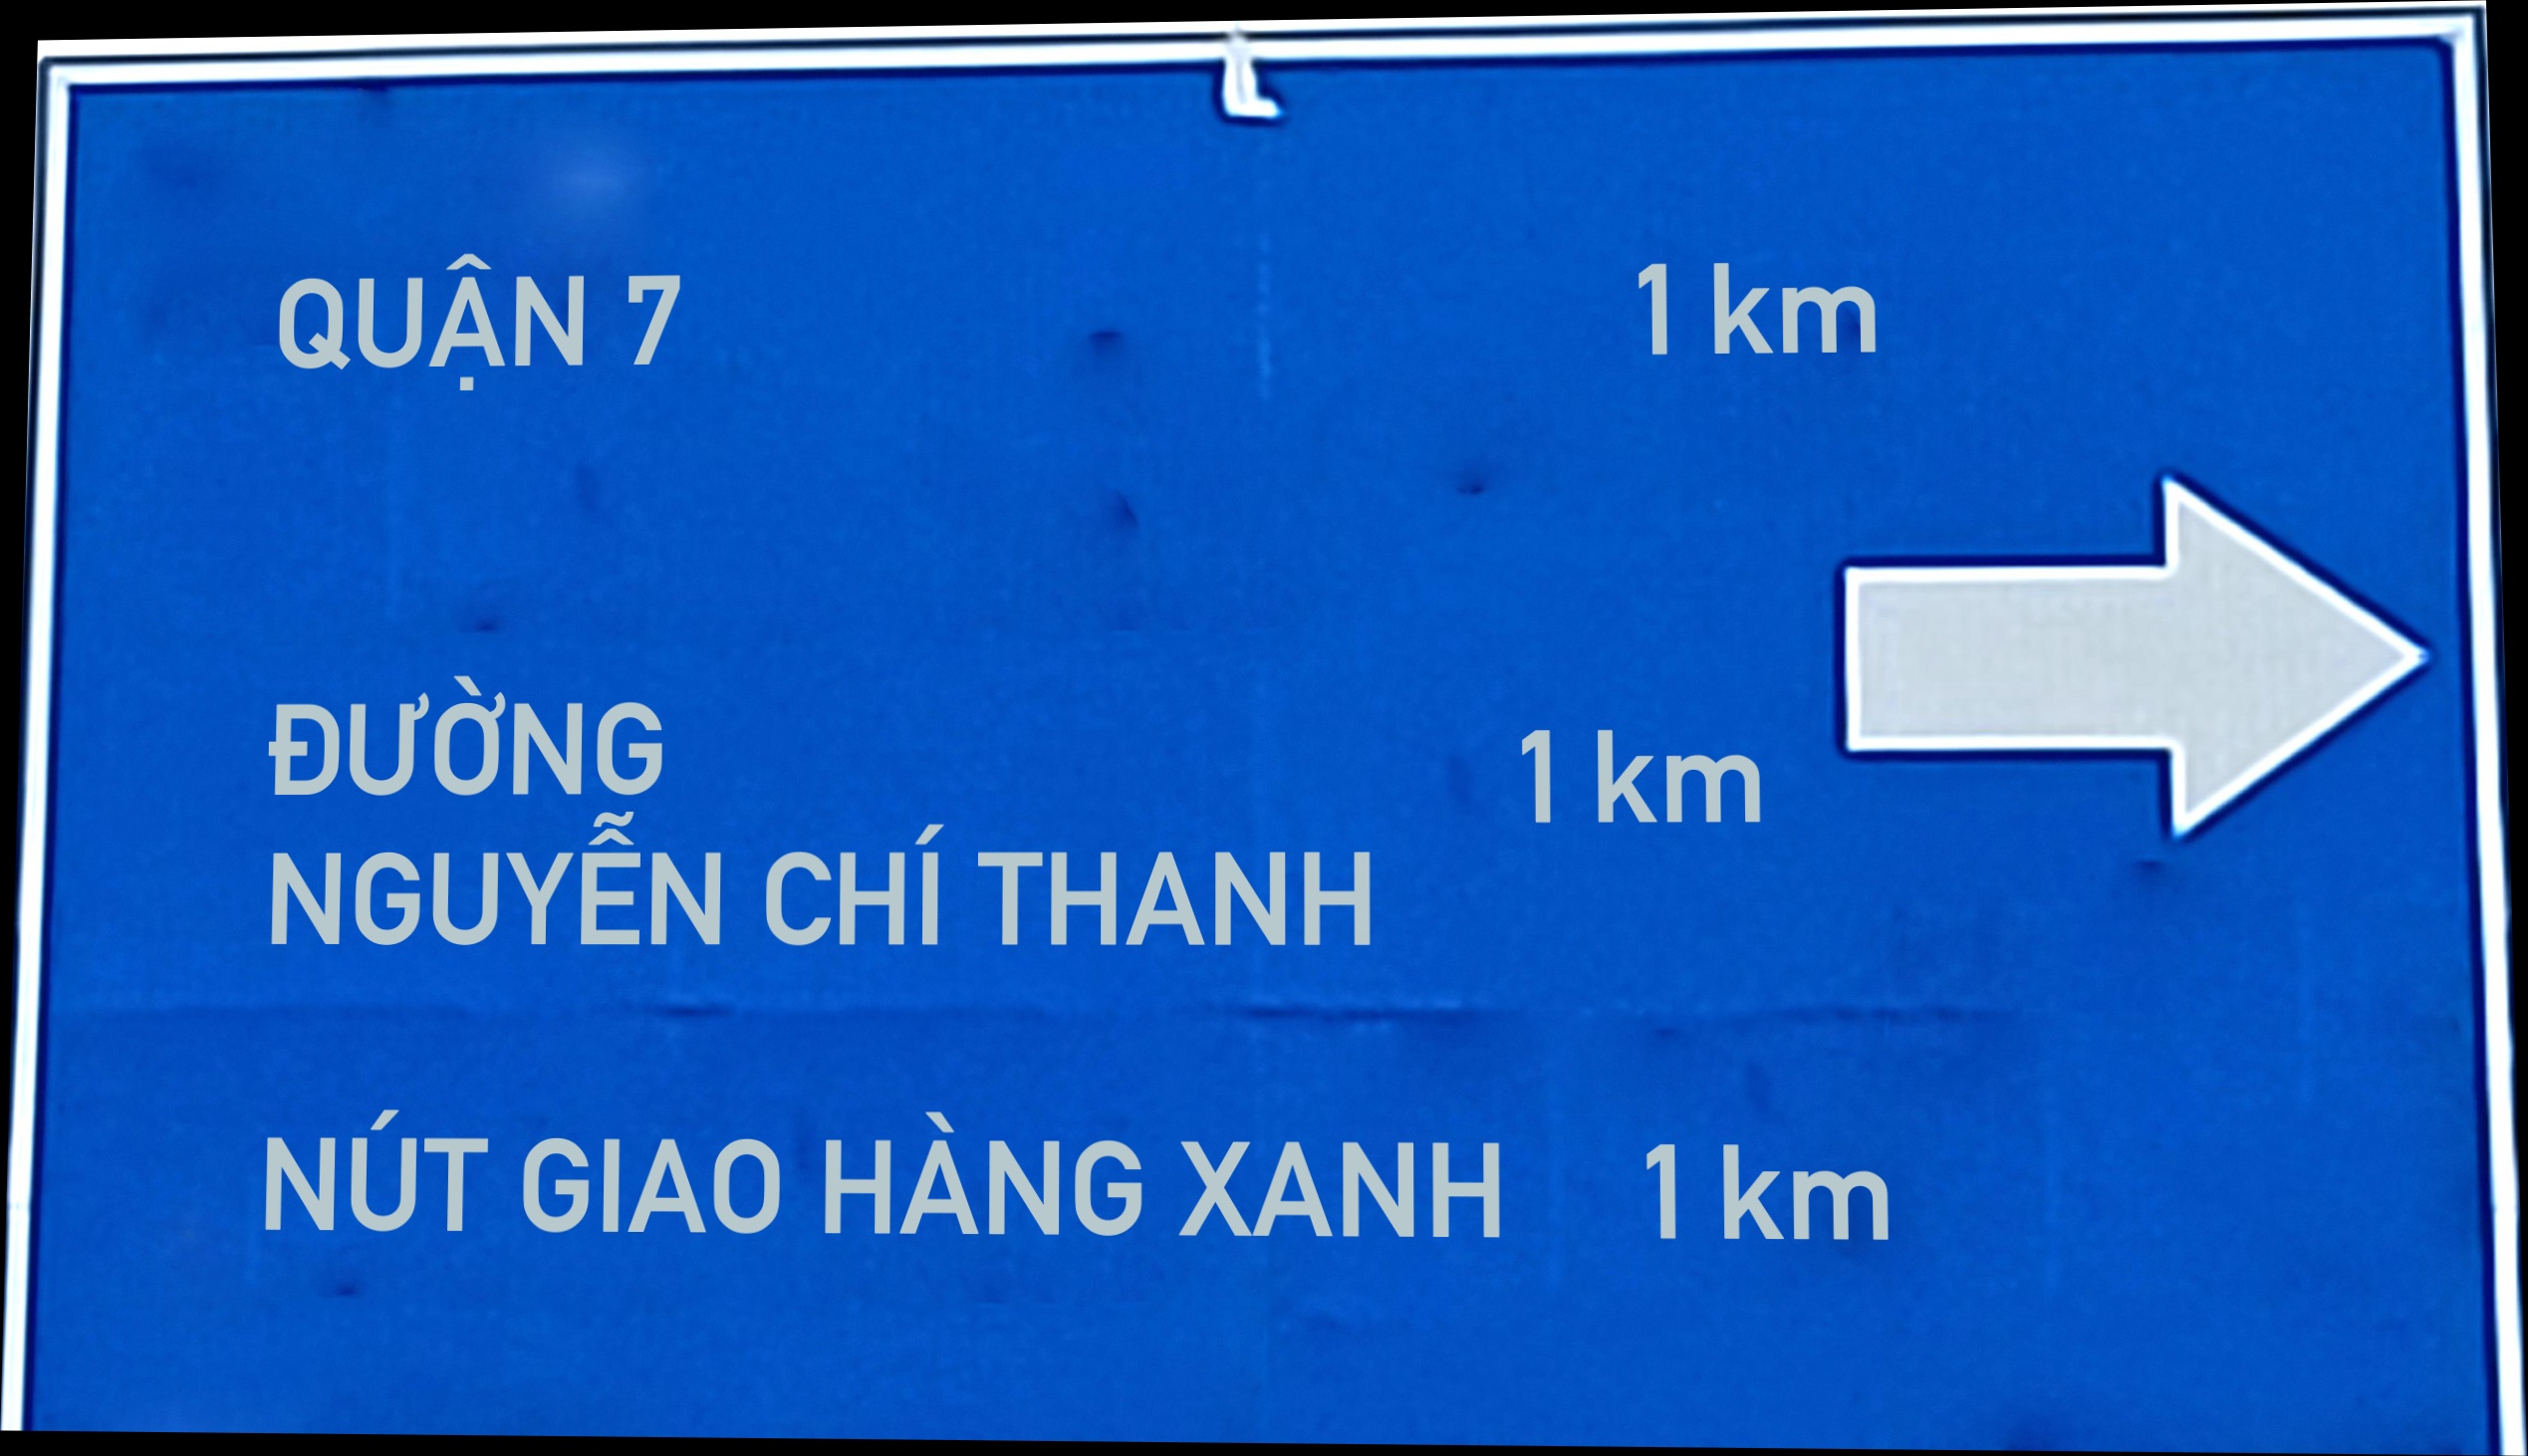 QUẬN 7 1 km
ĐƯỜNG
NGUYỄN CHÍ THANH 1 km
NÚT GIAO HÀNG XANH 1 km